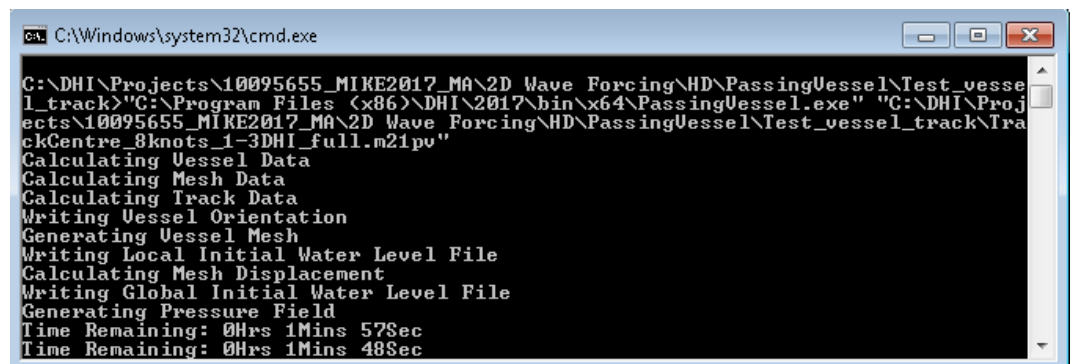 C:\Windows\system32\cmd.exe
C:\DHI\Projects\10095655_MIKE2017_MA\2D Wave Forcing\HD\PassingVessel\Test_vesse
l_track>"C:\Program Files (x86)\DHI\2017\bin\x64\PassingVessel.exe" "C:\DHI\Proj
ects\10095655_MIKE2017_MA\2D Wave Forcing\HD\PassingVessel\Test_vessel_track\Tra
ckCentre_8knots_1-3DHI_full.m21pv"
Calculating Vessel Data
Calculating Mesh Data
Calculating Track Data
Writing Vessel Orientation
Generating Vessel Mesh
Writing Local Initial Water Level File
Calculating Mesh Displacement
Writing Global Initial Water Level File
Generating Pressure Field
Time Remaining: 0Hrs 1Mins 57Sec
Time Remaining: 0Hrs 1Mins 48Sec